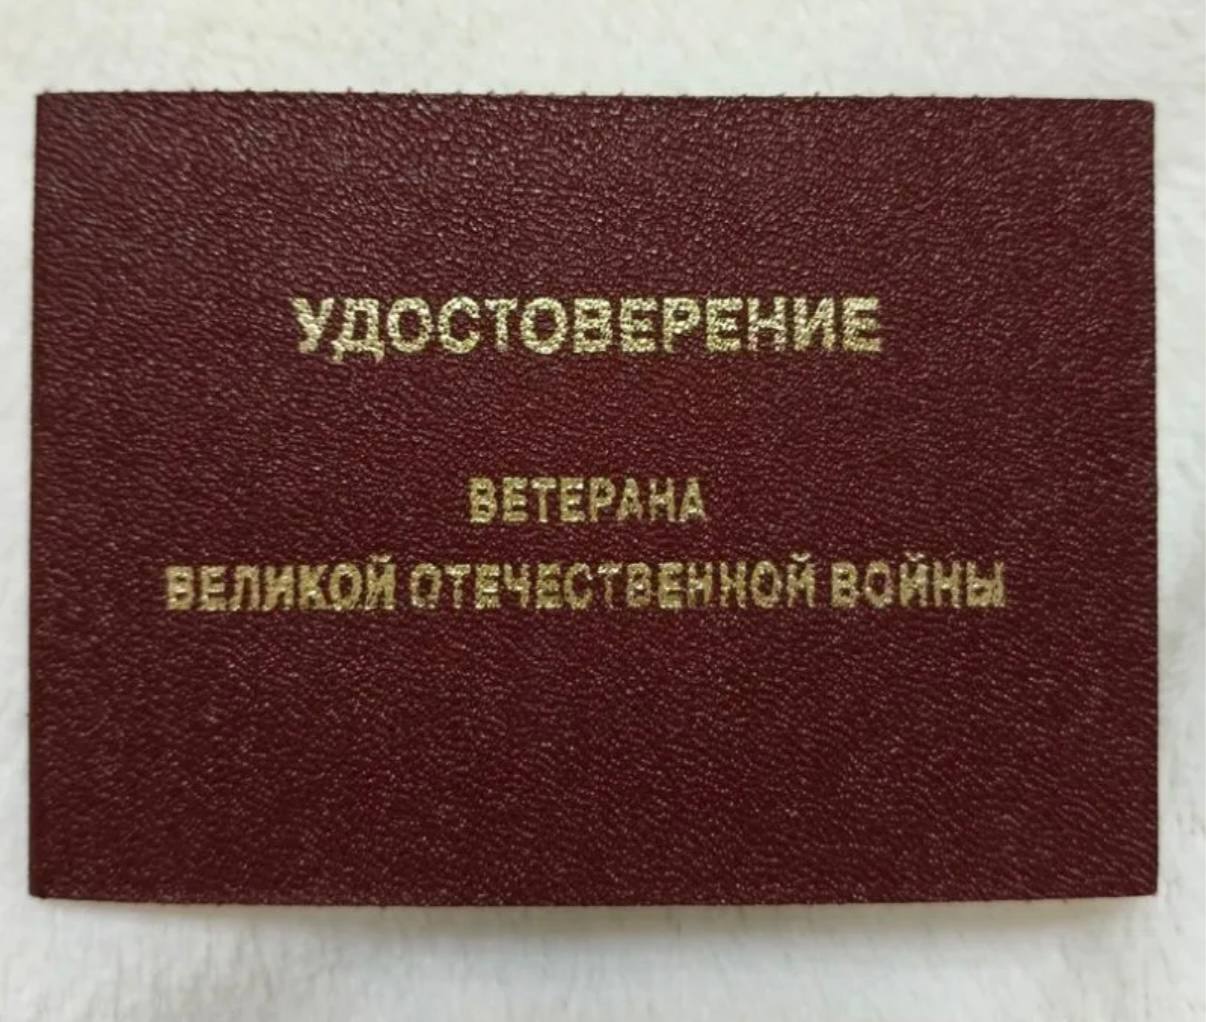 УДОСТОВЕРЕНИЕ
ВЕТЕРАНА
ВЕЛИКОЙ ОТЕЧЕСТВЕННОЙ ВОЙНЫ